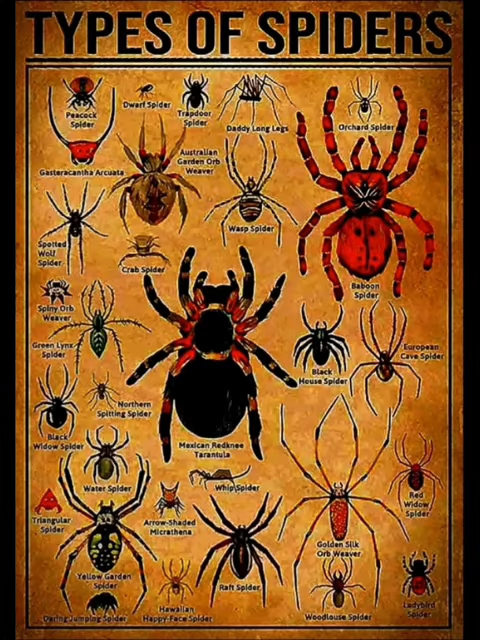 TYPES OF SPIDERS
Peacock
Spider
Dwarf Spider
Trapdoor
Spider
Daddy Long Legs
Orchard Spider
Gasteracantha Arcuata
Australian
Garden Orb
Weaver
Wasp Spider
Spotted
Wolf
Spider
Crab Spider
Baboon
Spider
Spiny Orb
Weaver
Green Lynx
Spider
Black
House Spider
European
Cave Spider
Northern
Spitting Spider
Black
Widow Spider
Mexican Redknee
Tarantula
Water Spider
WhipSpider
Red
Widow
Spider
Triangular
Spider
Arrow-Shaded
Micrathena
Golden Silk
Orb Weaver
Yellow Garden
Spider
Raft Spider
Daring Jumping Spider
Hawaiian
Happy-Face Spider
Woodlouse Spider
Ladybird
Spider